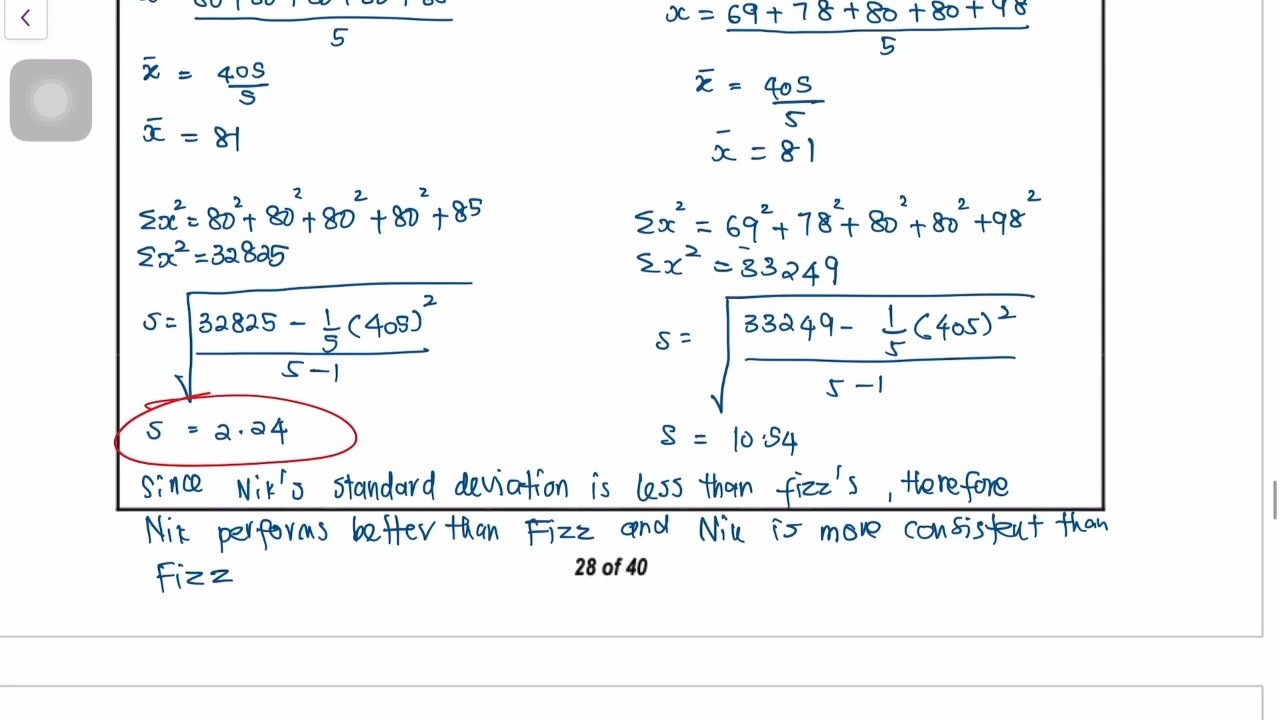 x = 69 + 78 + 80 + 80 + 98
5
5
x̄ = 405/5
x̄ = 405/5
x̄ = 81
x̄ = 81
Σx² = 80² + 80² + 80² + 80² + 85
Σx² = 32825
Σx² = 69² + 78² + 80² + 80² + 98²
Σx² = 33249
s = √(32825 - 1/5 (405)²
5 - 1
s = √(33249 - 1/5 (405)²
5 - 1
s = 2.24
s = 10.54
Since Nik's standard deviation is less than fizz's, therefore
Nik performs better than Fizz and Nik is more consistent than
Fizz
28 of 40